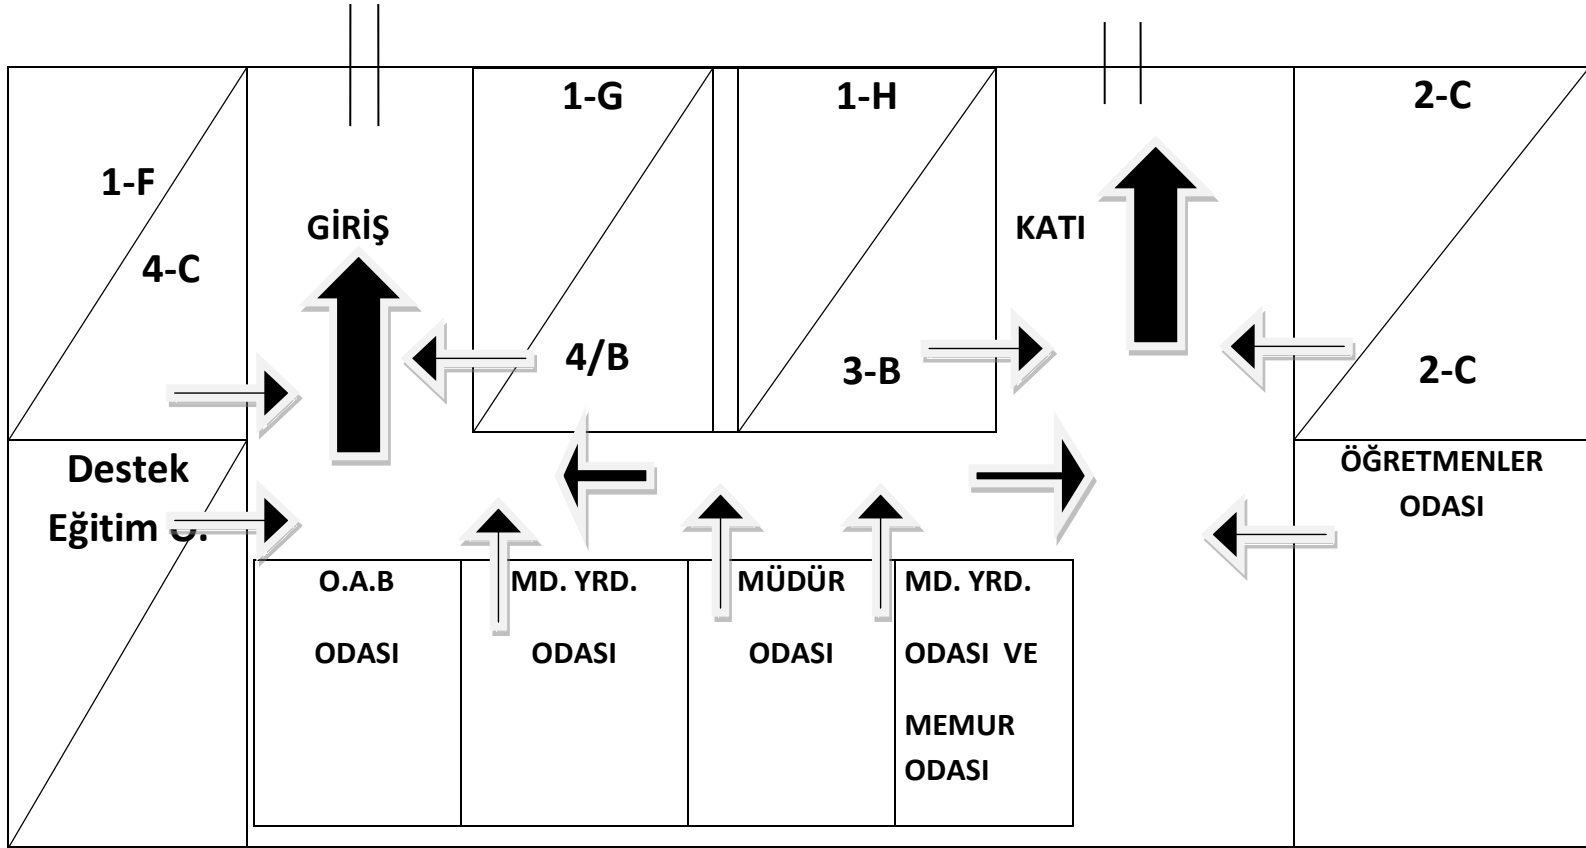 1-F
4-C
GİRİŞ
1-G
4/B
1-H
3-B
KATI
2-C
2-C
Destek
Eğitim
ÖĞRETMENLER
ODASI
O.A.B
ODASI
MD. YRD.
ODASI
MÜDÜR
ODASI
MD. YRD.
ODASI VE
MEMUR
ODASI